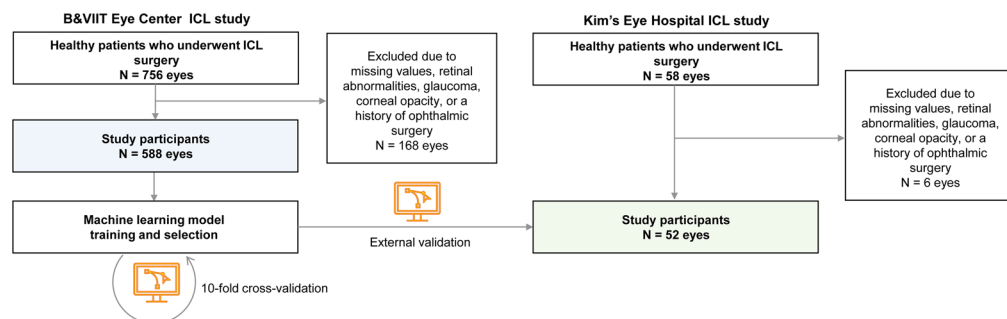 B&VIIT Eye Center ICL study
Healthy patients who underwent ICL
surgery
N = 756 eyes
Excluded due to
missing values, retinal
abnormalities, glaucoma,
corneal opacity, or a
history of ophthalmic
surgery
N = 168 eyes
Study participants
N = 588 eyes
Machine learning model
training and selection
10-fold cross-validation
External validation
Kim's Eye Hospital ICL study
Healthy patients who underwent ICL
surgery
N = 58 eyes
Excluded due to
missing values, retinal
abnormalities, glaucoma,
corneal opacity, or a
history of ophthalmic
surgery
N = 6 eyes
Study participants
N = 52 eyes